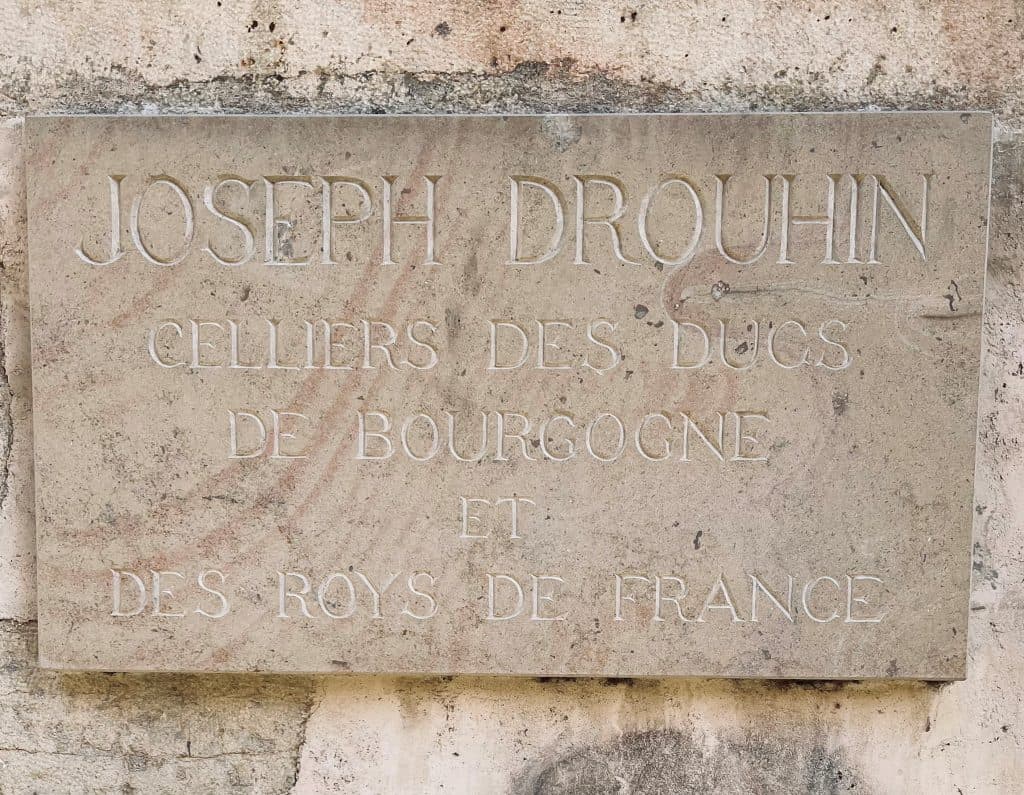 JOSEPH DROUHIN
CELLIERS DES DUCS
DE BOURGOGNE
ET
DES ROYS DE FRANCE